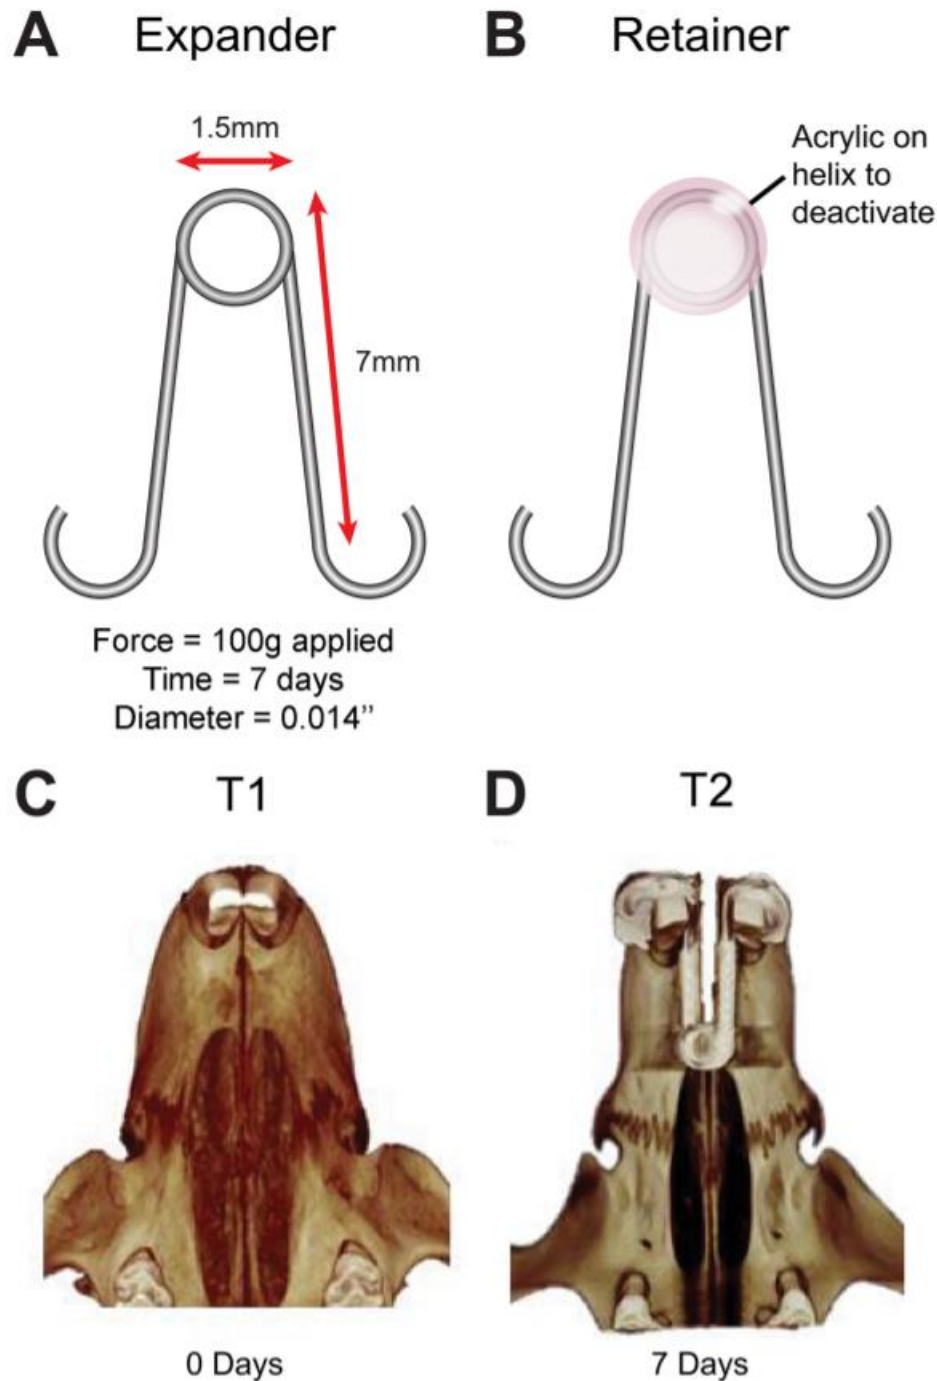 A Expander
1.5mm
7mm
Force = 100g applied
Time = 7 days
Diameter = 0.014’’
B Retainer
Acrylic on
helix to
deactivate
C T1
0 Days
D T2
7 Days